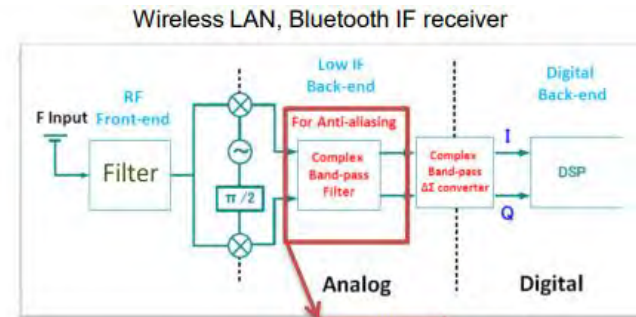 Wireless LAN, Bluetooth IF receiver
F Input
RF
Front-end
Filter
~
π/2
Low IF
Back-end
For Anti-aliasing
Complex
Band-pass
Filter
Complex
Band-pass
ΔΣ converter
Digital
Back-end
I
Q
DSP
Analog
Digital